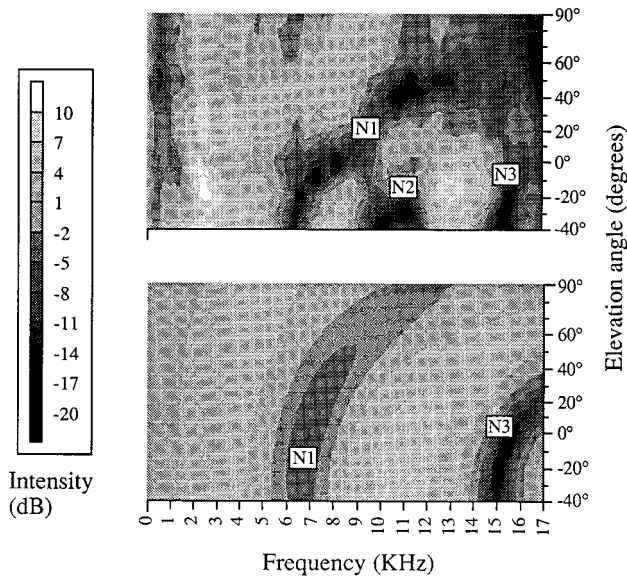 10
7
4
1
-2
-5
-8
-11
-14
-17
-20
Intensity
(dB)
N1
N2
N3
90°
60°
40°
20°
0°
-20°
-40°
N1
N3
90°
60°
40°
20°
0°
-20°
-40°
Elevation angle (degrees)
0 1 2 3 4 5 6 7 8 9 10 11 12 13 14 15 16 17
Frequency (KHz)